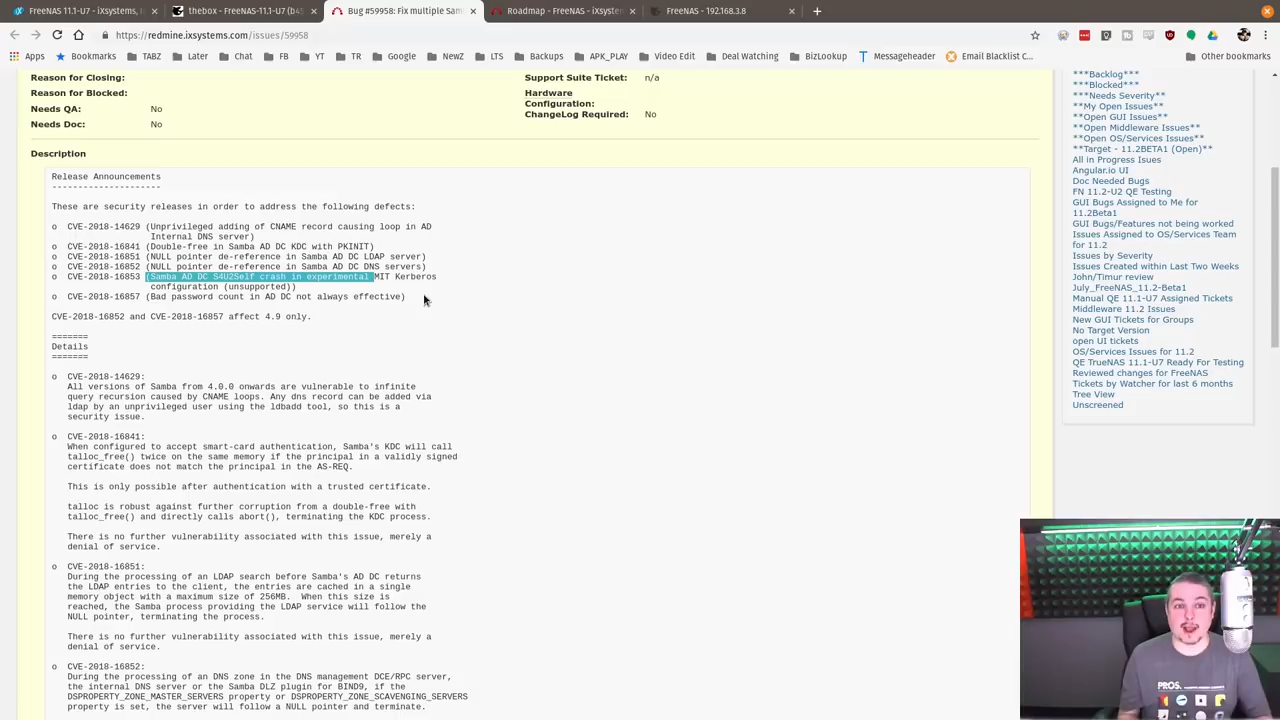 FreeNAS 11.1-U7 - ixsystems, I
thebox - FreeNAS-11.1-U7 (b45
Bug #59958: Fix multiple Sam
Roadmap - FreeNAS - ixsystem
FreeNAS - 192.168.3.8
https://redmine.ixsystems.com/issues/59958
Apps
Bookmarks
TABZ
Later
Chat
FB
YT
TR
Google
NewZ
LTS
Backups
APK_PLAY
Video Edit
Deal Watching
BizLookup
Messageheader
Email Blacklist C...
Other bookmarks
Reason for Closing:
Reason for Blocked:
Needs QA: No
Needs Doc: No
Support Suite Ticket: n/a
Hardware
Configuration:
ChangeLog Required: No
Description
Release Announcements
---------------------
These are security releases in order to address the following defects:
o CVE-2018-14629 (Unprivileged adding of CNAME record causing loop in AD
Internal DNS server)
o CVE-2018-16841 (Double-free in Samba AD DC KDC with PKINIT)
o CVE-2018-16851 (NULL pointer de-reference in Samba AD DC LDAP server)
o CVE-2018-16852 (NULL pointer de-reference in Samba AD DC DNS servers)
o CVE-2018-16853 (Samba AD DC S4U2Self crash in experimental MIT Kerberos
configuration (unsupported))
o CVE-2018-16857 (Bad password count in AD DC not always effective)
CVE-2018-16852 and CVE-2018-16857 affect 4.9 only.
=======
Details
=======
o CVE-2018-14629:
All versions of Samba from 4.0.0 onwards are vulnerable to infinite
query recursion caused by CNAME loops. Any dns record can be added via
ldap by an unprivileged user using the ldbadd tool, so this is a
security issue.
o CVE-2018-16841:
When configured to accept smart-card authentication, Samba's KDC will call
talloc_free() twice on the same memory if the principal in a validly signed
certificate does not match the principal in the AS-REQ.
This is only possible after authentication with a trusted certificate.
talloc is robust against further corruption from a double-free with
talloc_free() and directly calls abort(), terminating the KDC process.
There is no further vulnerability associated with this issue, merely a
denial of service.
o CVE-2018-16851:
During the processing of an LDAP search before Samba's AD DC returns
the LDAP entries to the client, the entries are cached in a single
memory object with a maximum size of 256MB. When this size is
reached, the Samba process providing the LDAP service will follow the
NULL pointer, terminating the process.
There is no further vulnerability associated with this issue, merely a
denial of service.
o CVE-2018-16852:
During the processing of an DNS zone in the DNS management DCE/RPC server,
the internal DNS server or the Samba DLZ plugin for BIND9, if the
DSPROPERTY_ZONE_MASTER_SERVERS property or DSPROPERTY_ZONE_SCAVENGING_SERVERS
property is set, the server will follow a NULL pointer and terminate.
***Backlog**
**Blocked**
***Needs Severity**
**My Open Issues**
**Open GUI Issues**
**Open Middleware Issues**
**Open OS/Services Issues**
**Target - 11.2BETA1 (Open)**
All in Progress Isues
Angular.io UI
Doc Needed Bugs
FN 11.2-U2 QE Testing
GUI Bugs Assigned to Me for
11.2Beta1
GUI Bugs/Features not being worked
Issues Assigned to OS/Services Team
for 11.2
Issues by Severity
Issues Created within Last Two Weeks
John/Timur review
July_FreeNAS_11.2-Beta1
Manual QE 11.1-U7 Assigned Tickets
Middleware 11.2 Issues
New GUI Tickets for Groups
No Target Version
open UI tickets
OS/Services Issues for 11.2
QE TrueNAS 11.1-U7 Ready For Testing
Reviewed changes for FreeNAS
Tickets by Watcher for last 6 months
Tree View
Unscreened
PROS.